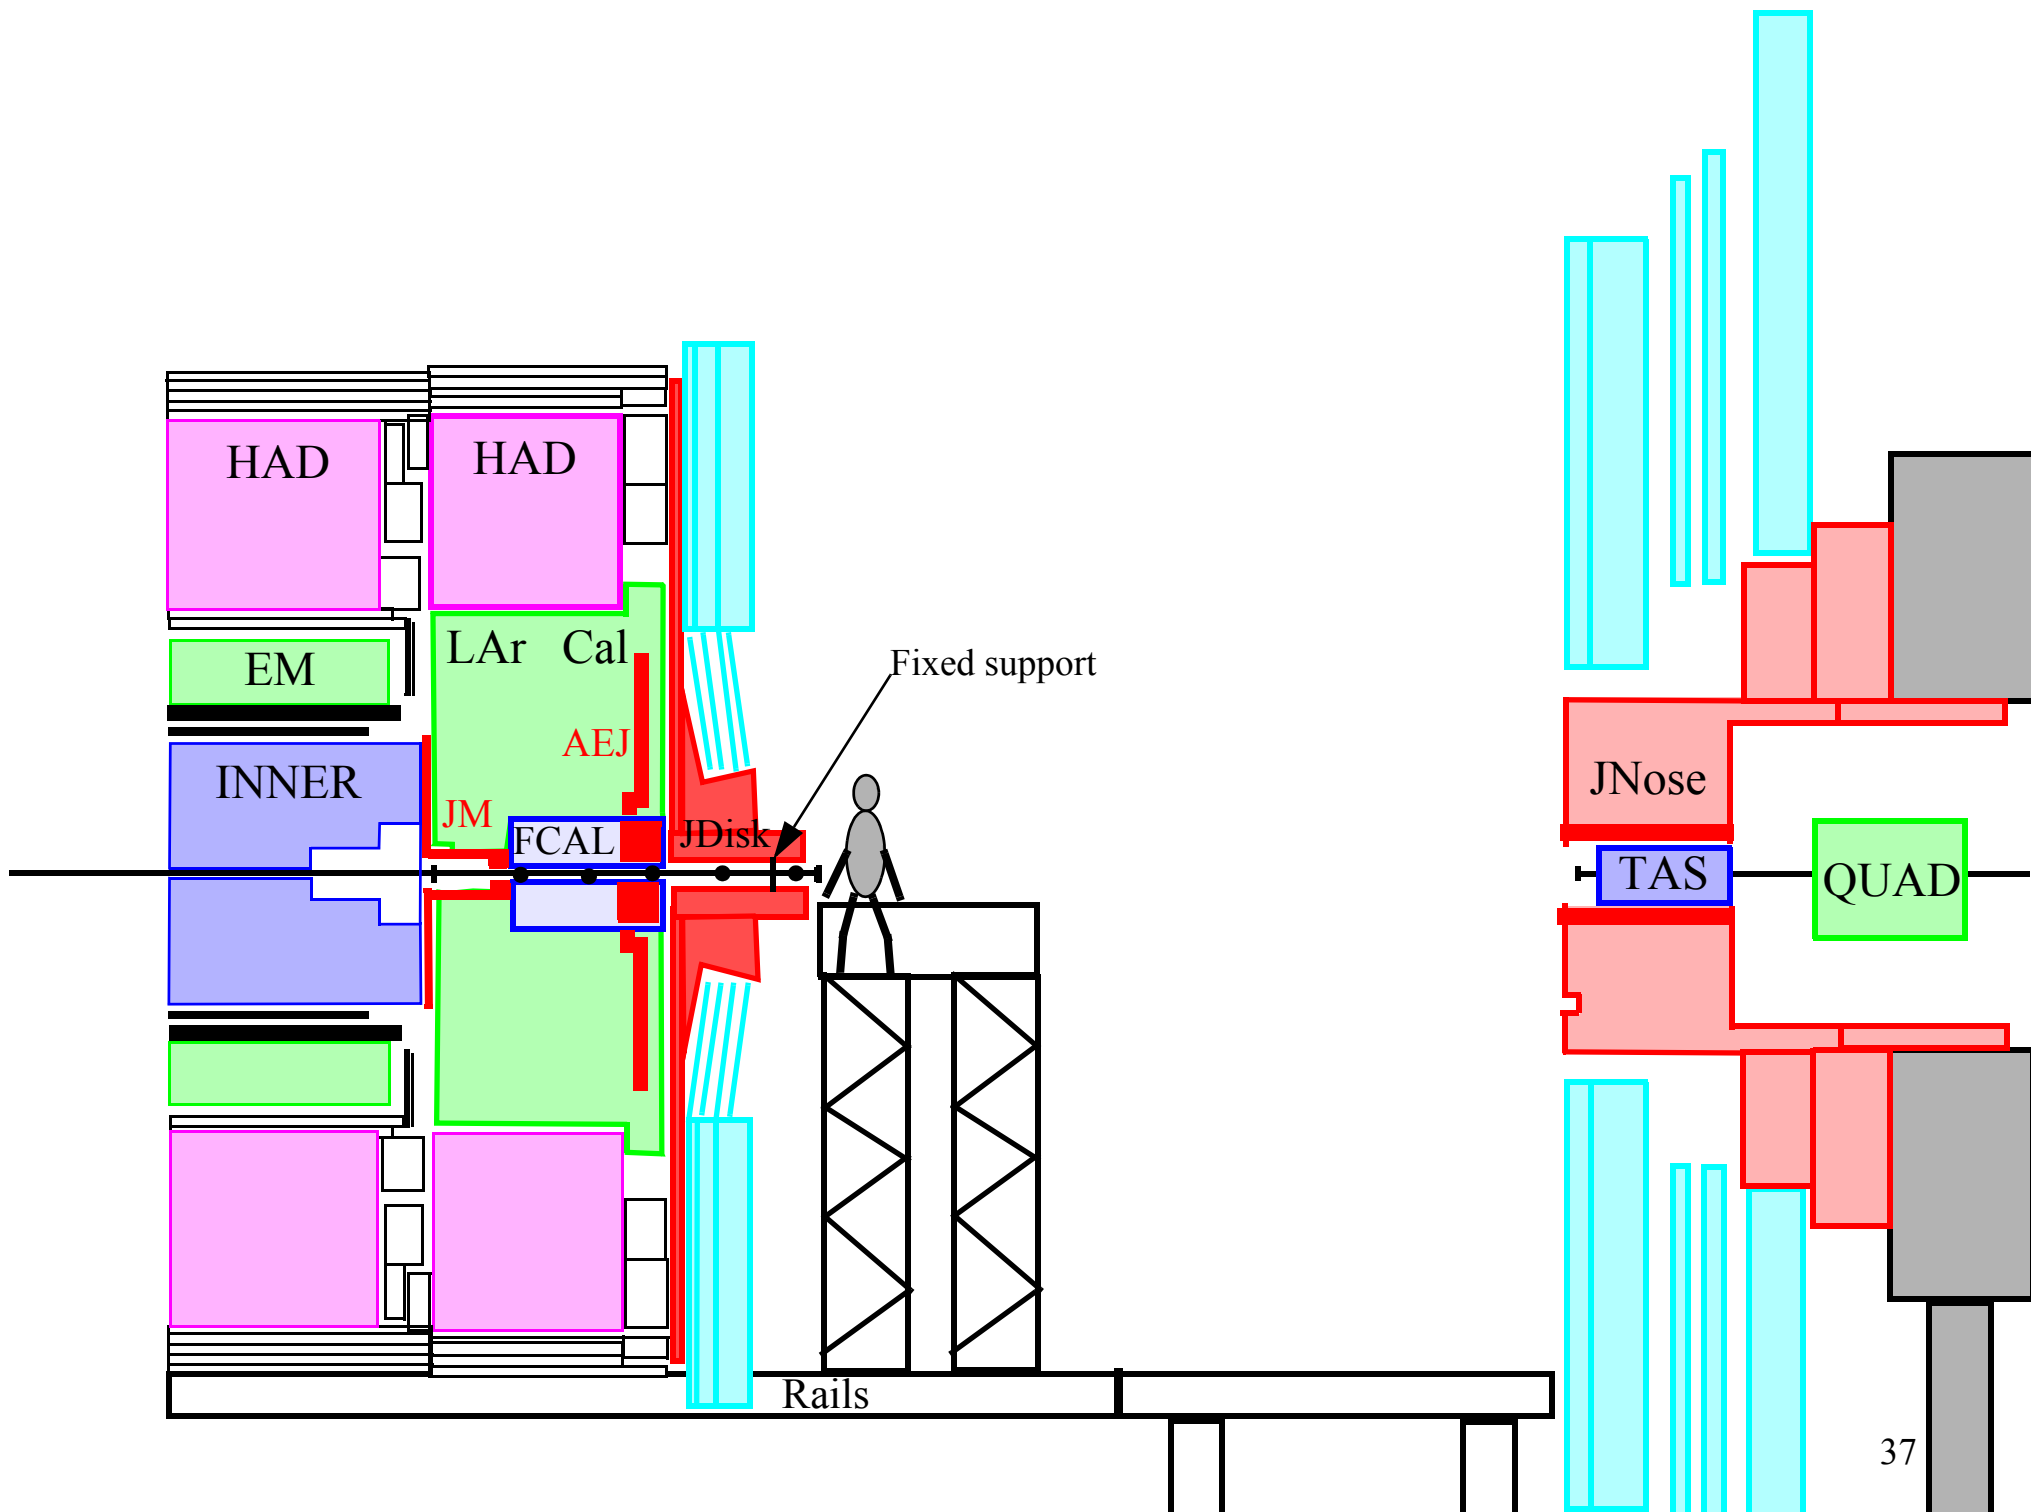 HAD
HAD
LAr Cal
EM
Fixed support
AEJ
INNER
JM
JNose
FCAL
JDisk
TAS
QUAD
Rails
37